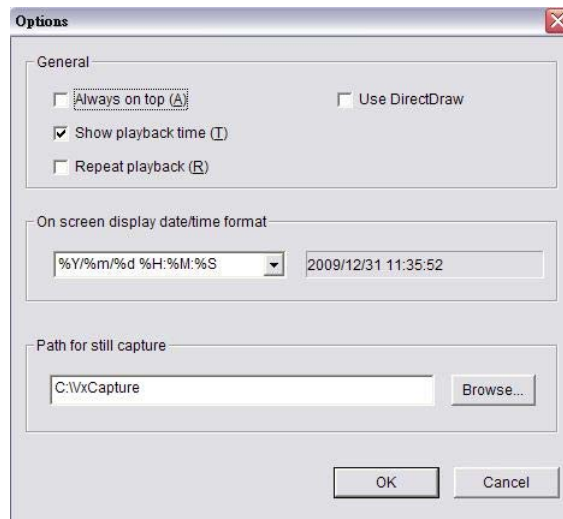 Options
General
Always on top (A)
Use DirectDraw
Show playback time (T)
Repeat playback (R)
On screen display date/time format
%Y/%m/%d %H:%M:%S
2009/12/31 11:35:52
Path for still capture
C:\VxCapture
Browse...
OK
Cancel